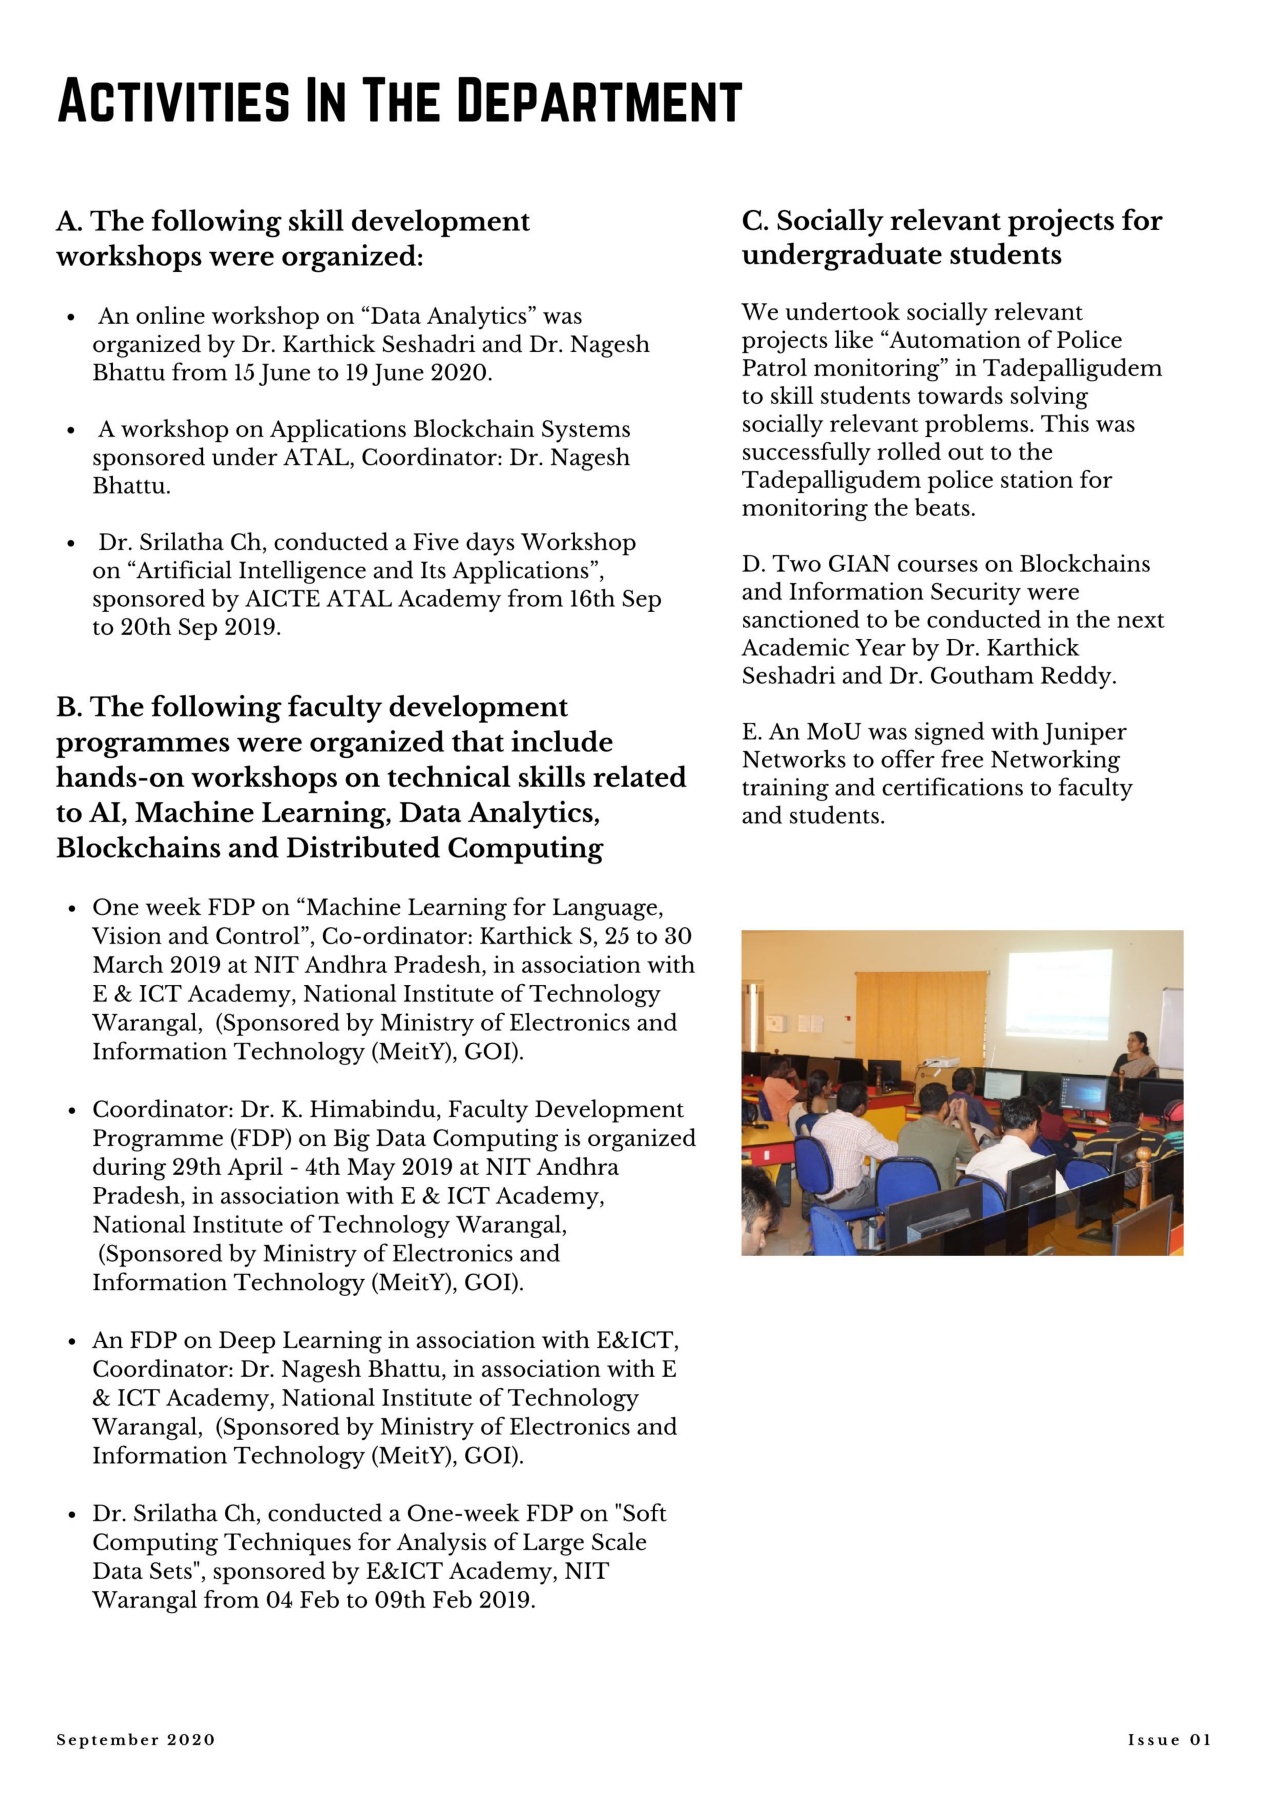 ACTIVITIES IN THE DEPARTMENT
A. The following skill development
workshops were organized:
• An online workshop on “Data Analytics” was
organized by Dr. Karthick Seshadri and Dr. Nagesh
Bhattu from 15 June to 19 June 2020.
• A workshop on Applications Blockchain Systems
sponsored under ATAL, Coordinator: Dr. Nagesh
Bhattu.
• Dr. Srilatha Ch, conducted a Five days Workshop
on “Artificial Intelligence and Its Applications”,
sponsored by AICTE ATAL Academy from 16th Sep
to 20th Sep 2019.
B. The following faculty development
programmes were organized that include
hands-on workshops on technical skills related
to AI, Machine Learning, Data Analytics,
Blockchains and Distributed Computing
• One week FDP on “Machine Learning for Language,
Vision and Control”, Co-ordinator: Karthick S, 25 to 30
March 2019 at NIT Andhra Pradesh, in association with
E & ICT Academy, National Institute of Technology
Warangal, (Sponsored by Ministry of Electronics and
Information Technology (MeitY), GOI).
• Coordinator: Dr. K. Himabindu, Faculty Development
Programme (FDP) on Big Data Computing is organized
during 29th April - 4th May 2019 at NIT Andhra
Pradesh, in association with E & ICT Academy,
National Institute of Technology Warangal,
(Sponsored by Ministry of Electronics and
Information Technology (MeitY), GOI).
• An FDP on Deep Learning in association with E&ICT,
Coordinator: Dr. Nagesh Bhattu, in association with E
& ICT Academy, National Institute of Technology
Warangal, (Sponsored by Ministry of Electronics and
Information Technology (MeitY), GOI).
• Dr. Srilatha Ch, conducted a One-week FDP on "Soft
Computing Techniques for Analysis of Large Scale
Data Sets", sponsored by E&ICT Academy, NIT
Warangal from 04 Feb to 09th Feb 2019.
C. Socially relevant projects for
undergraduate students
We undertook socially relevant
projects like “Automation of Police
Patrol monitoring” in Tadepalligudem
to skill students towards solving
socially relevant problems. This was
successfully rolled out to the
Tadepalligudem police station for
monitoring the beats.
D. Two GIAN courses on Blockchains
and Information Security were
sanctioned to be conducted in the next
Academic Year by Dr. Karthick
Seshadri and Dr. Goutham Reddy.
E. An MoU was signed with Juniper
Networks to offer free Networking
training and certifications to faculty
and students.
September 2020
Issue 01